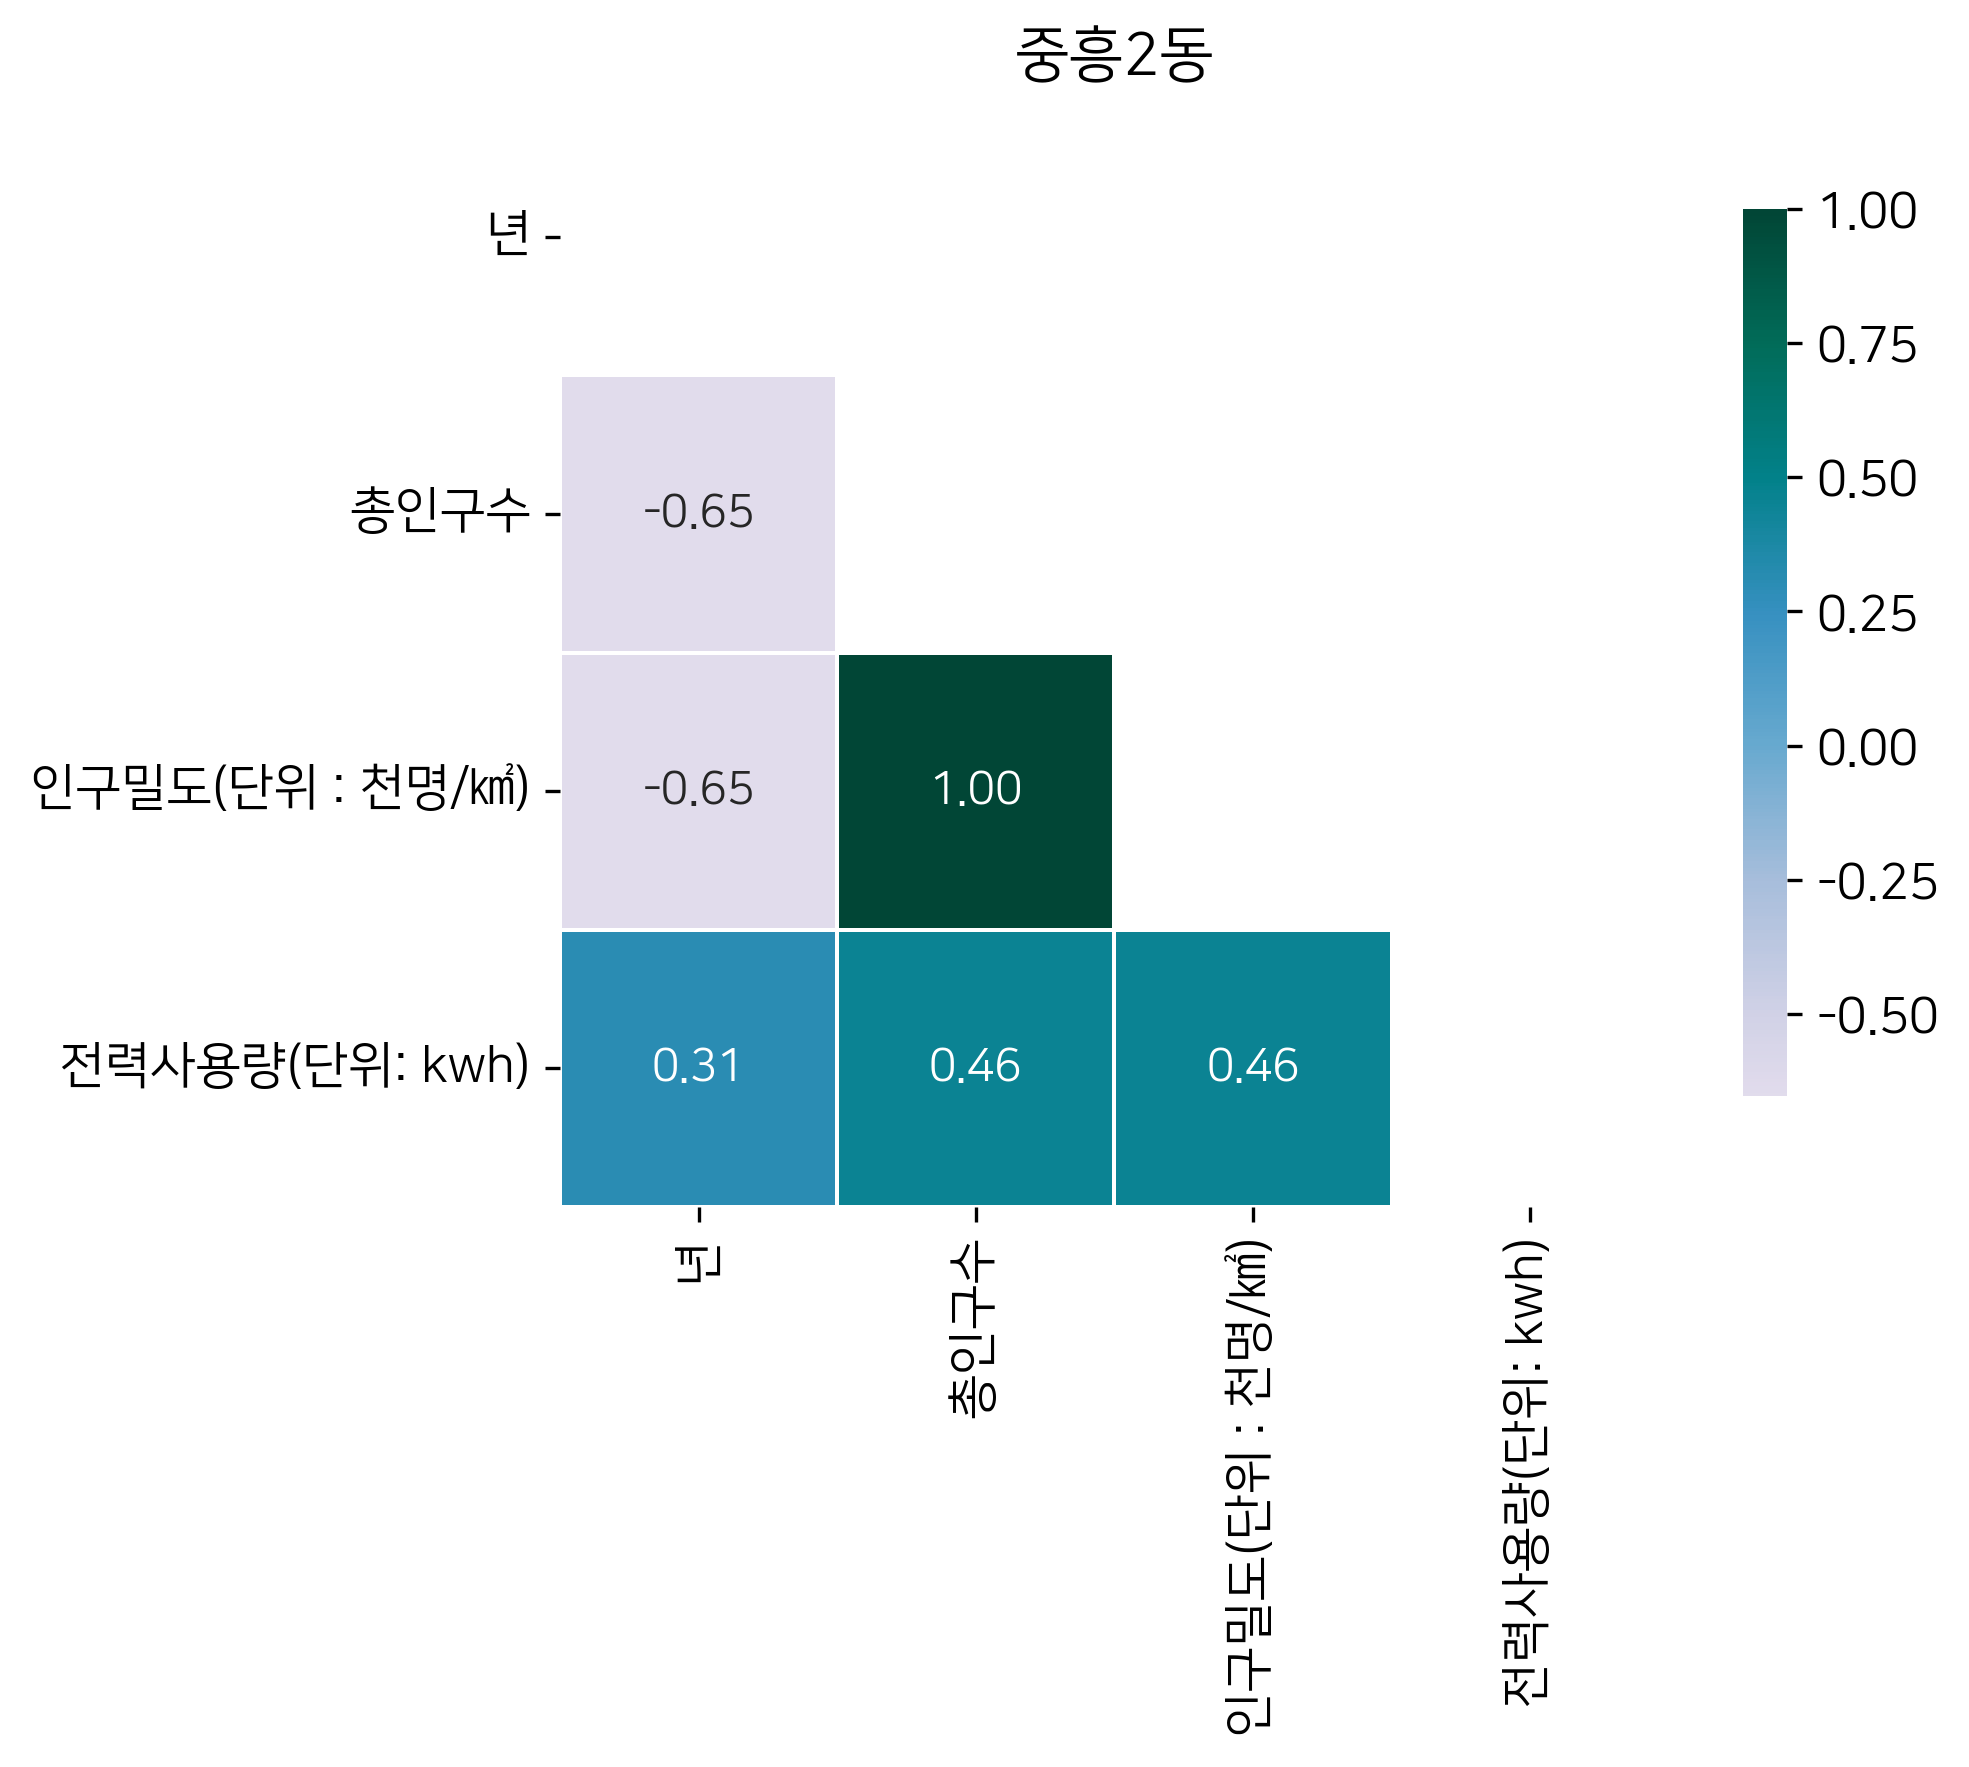 중흥2동
년
총인구수
인구밀도(단위 : 천명/㎢)
전력사용량(단위: kwh)
-0.65
-0.65 1.00
0.31 0.46 0.46
년
총인구수
인구밀도(단위 : 천명/㎢)
전력사용량(단위: kwh)
1.00
0.75
0.50
0.25
0.00
-0.25
-0.50